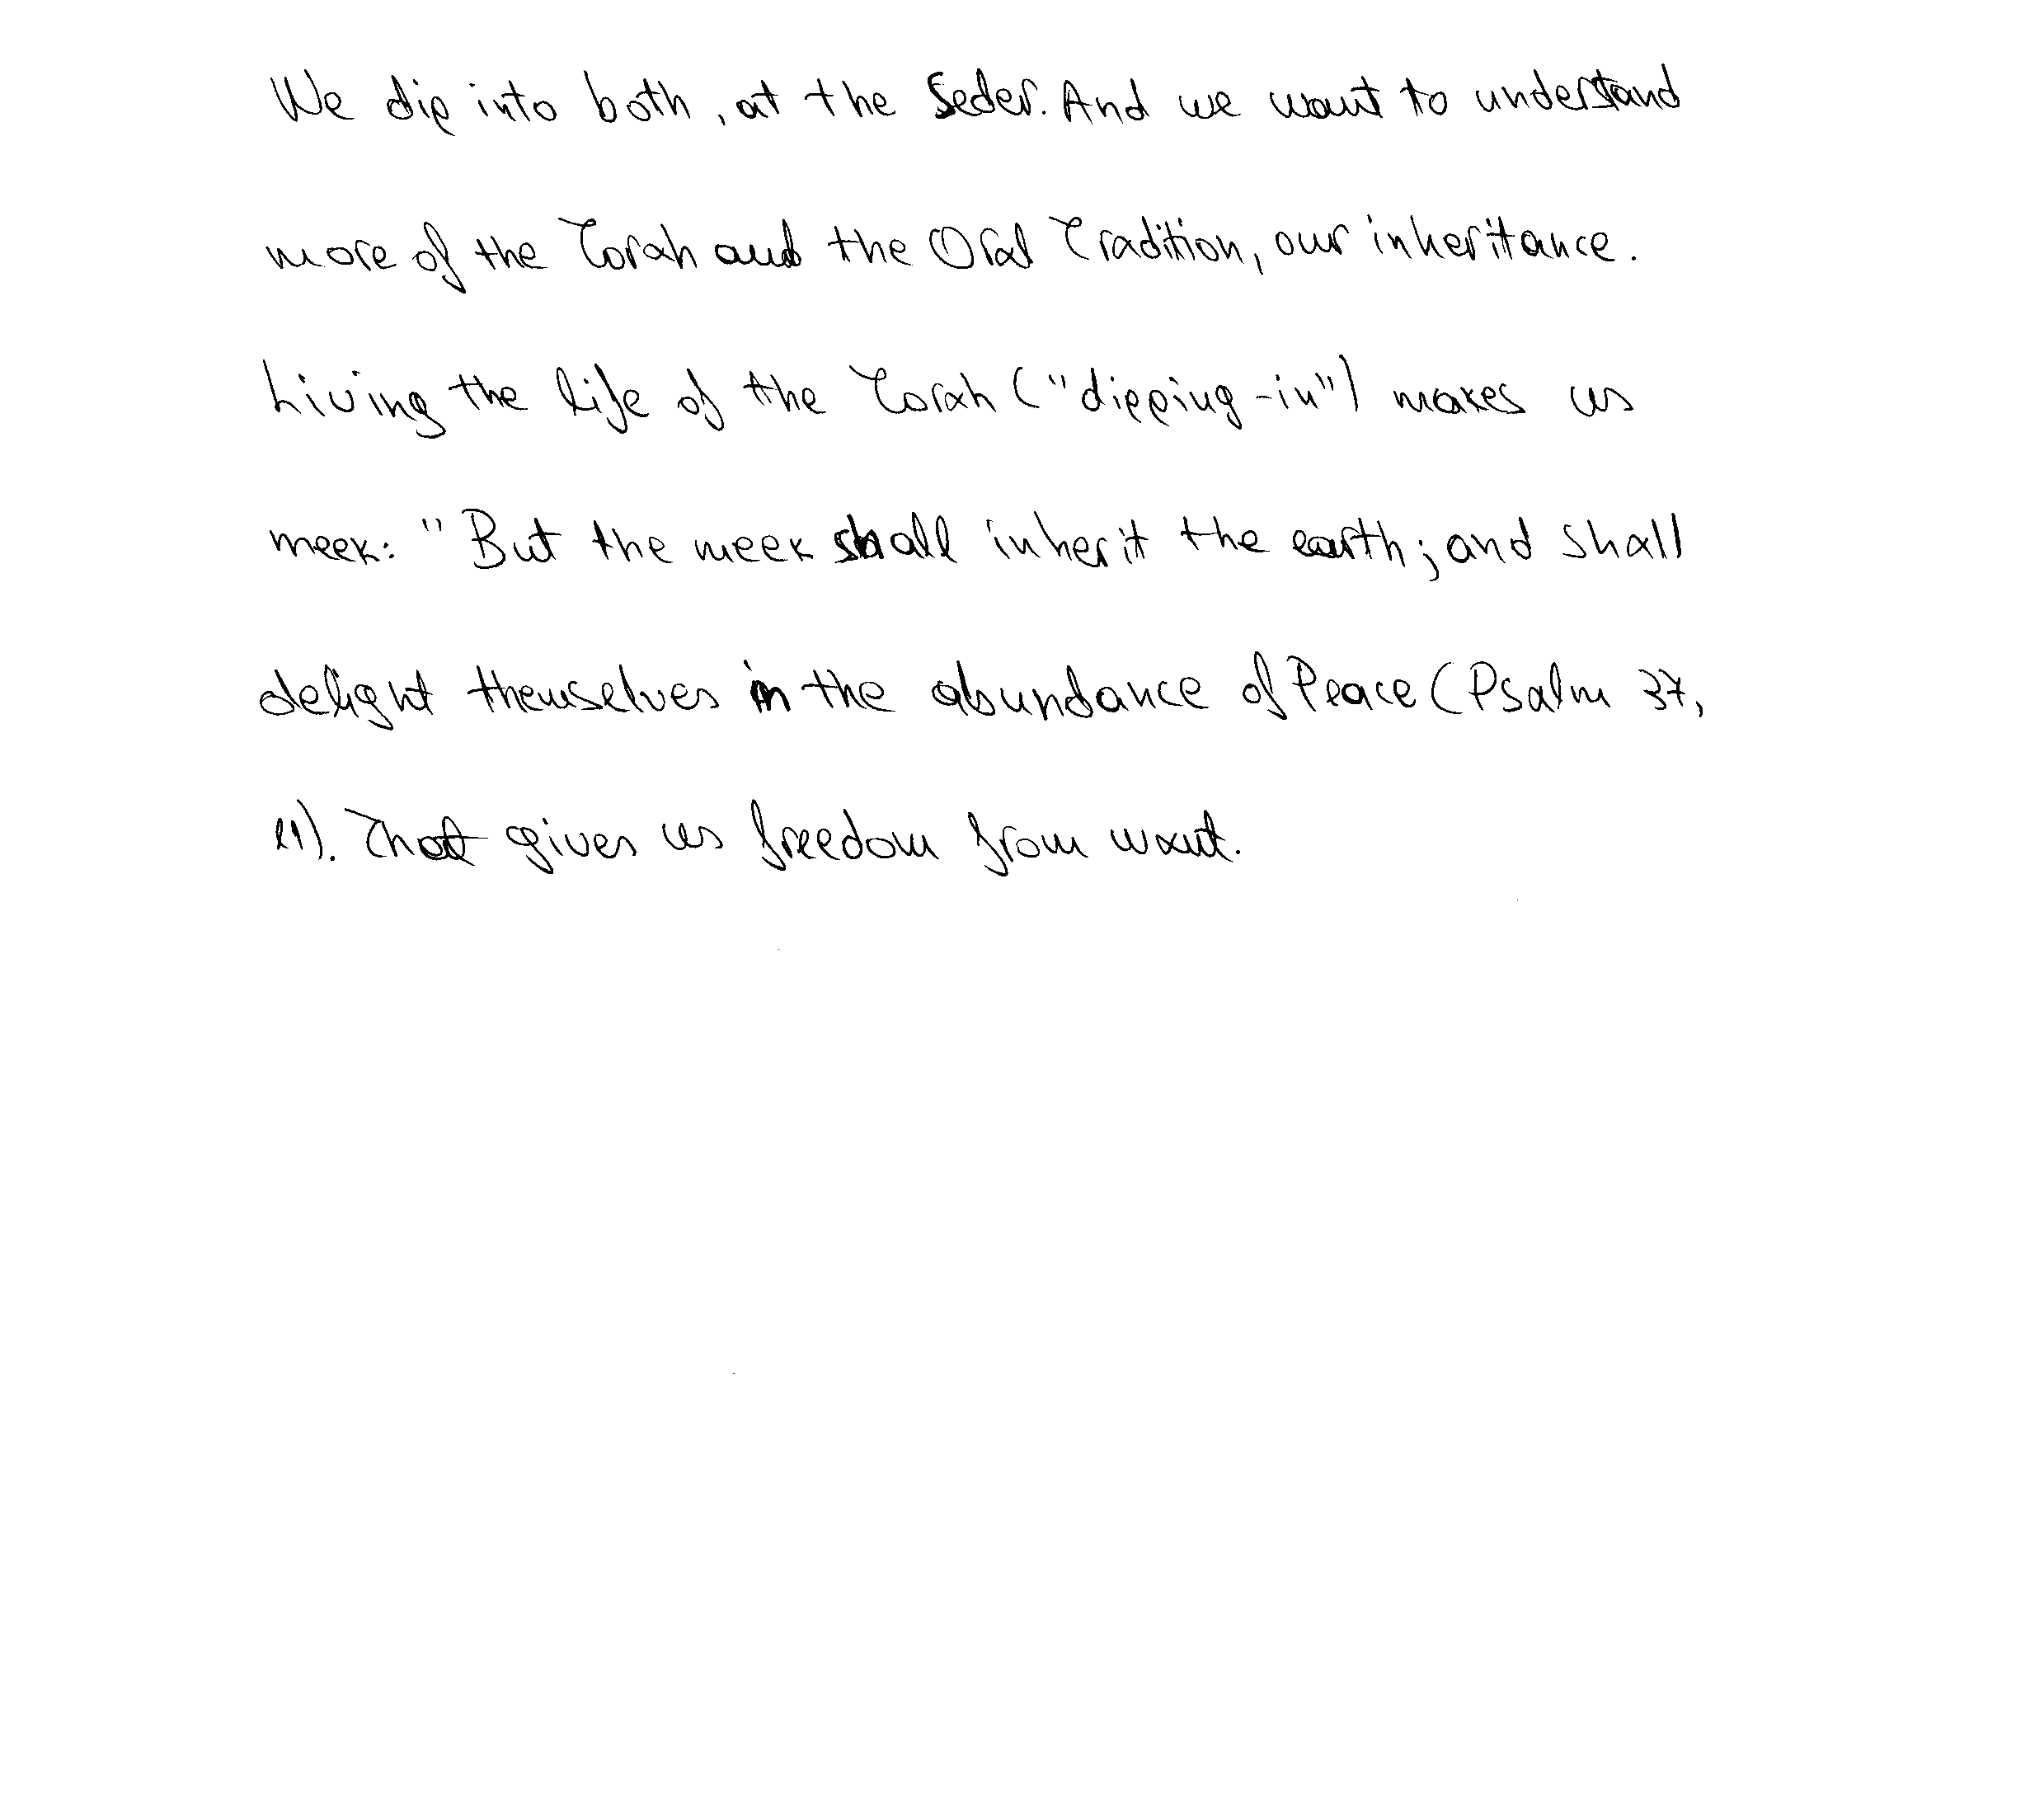 We dip into both, at the Seder. And we want to understand
more of the Torah and the Oral Tradition, our inheritance.
Living the life of the Torah ("dipping-in") makes us
meek: "But the meek shall inherit the earth; and shall
delight themselves in the abundance of Peace (Psalm 37,
11). That gives us freedom from want.